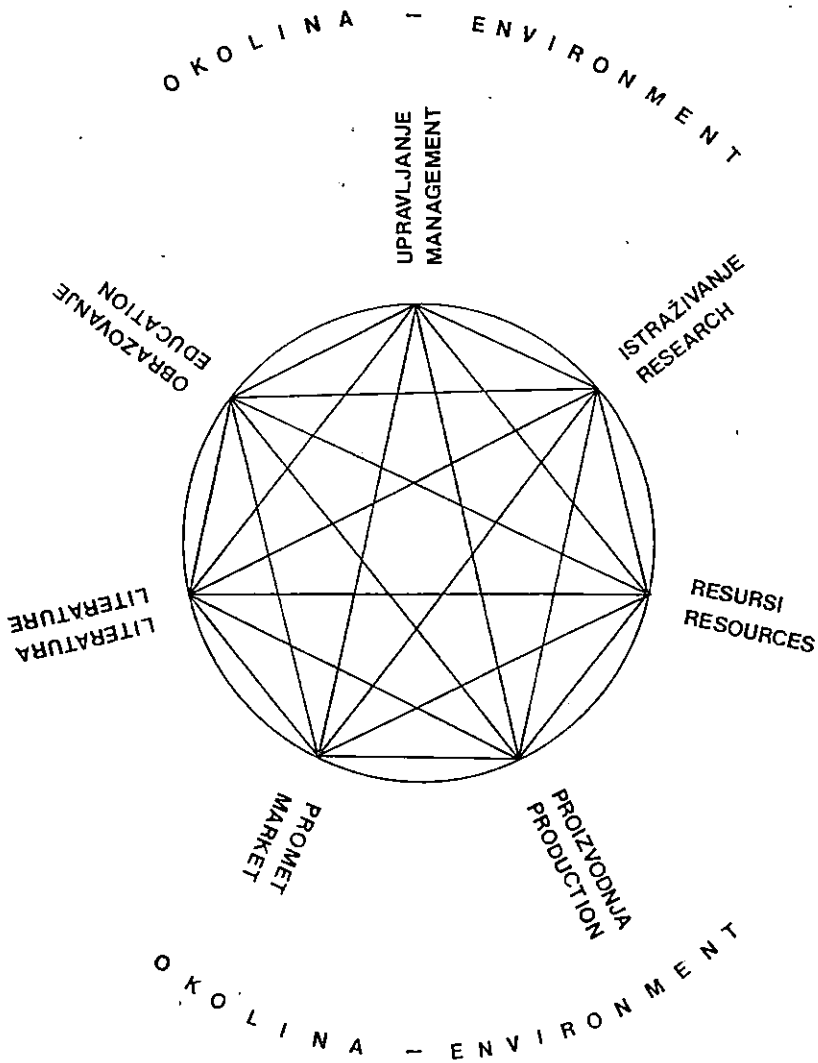 OKOLINA – ENVIRONMENT
UPRAVLJANJE
MANAGEMENT
ISTRAŽIVANJE
RESEARCH
RESURSI
RESOURCES
PROIZVODNJA
PRODUCTION
PROMET
MARKET
LITERATURA
LITERATURE
OBRAZOVANJE
EDUCATION
OKOLINA – ENVIRONMENT